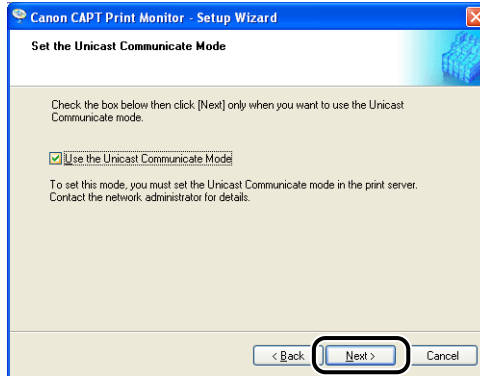 Canon CAPT Print Monitor - Setup Wizard
Set the Unicast Communicate Mode
Check the box below then click [Next] only when you want to use the Unicast
Communicate mode.
Use the Unicast Communicate Mode
To set this mode, you must set the Unicast Communicate mode in the print server.
Contact the network administrator for details.
< Back Next > Cancel